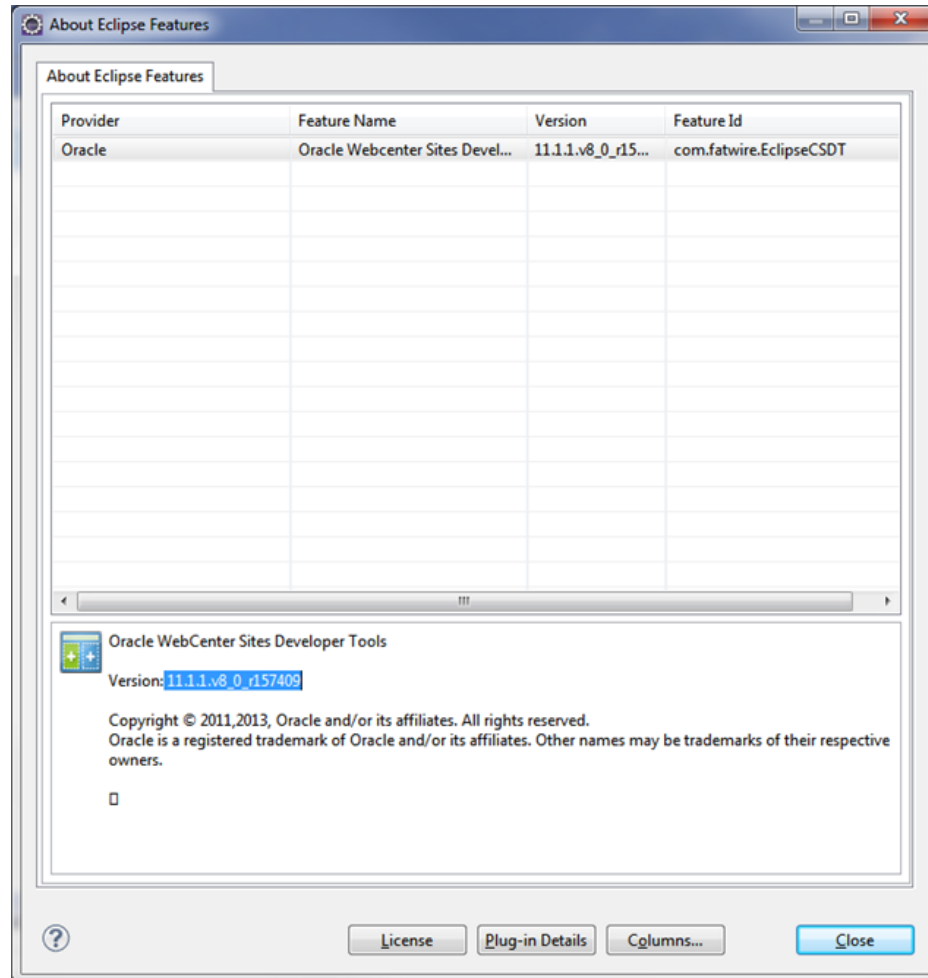 About Eclipse Features
About Eclipse Features
Provider Feature Name Version Feature Id
Oracle Oracle Webcenter Sites Devel... 11.1.1.v8_0_r15... com.fatwire.EclipseCSDT
Oracle WebCenter Sites Developer Tools
Version: 11.1.1.v8_0_r157409
Copyright © 2011,2013, Oracle and/or its affiliates. All rights reserved.
Oracle is a registered trademark of Oracle and/or its affiliates. Other names may be trademarks of their respective
owners.
License Plug-in Details Columns... Close